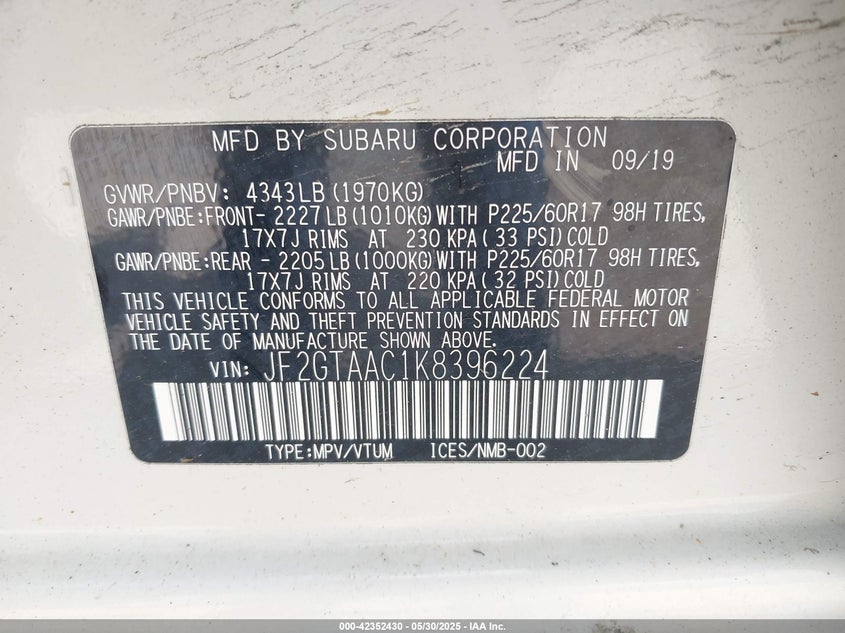 MFD BY SUBARU CORPORATION
MFD IN 09/19
GVWR/PNBV: 4343LB(1970KG)
GAWR/PNBE:FRONT- 2227LB(1010KG)WITH P225/60R17 98H TIRES,
17X7J RIMS AT 230 KPA( 33 PSI)COLD
GAWR/PNBE:REAR - 2205LB(1000KG)WITH P225/60R17 98H TIRES,
17X7J RIMS AT 220 KPA( 32 PSI)COLD
THIS VEHICLE CONFORMS TO ALL APPLICABLE FEDERAL MOTOR
VEHICLE SAFETY AND THEFT PREVENTION STANDARDS IN EFFECT ON
THE DATE OF MANUFACTURE SHOWN ABOVE.
VIN: JF2GTAAC1K8396224
TYPE:MPV/VTUM ICES/NMB-002
000-42352430 - 05/30/2025 - IAA Inc.